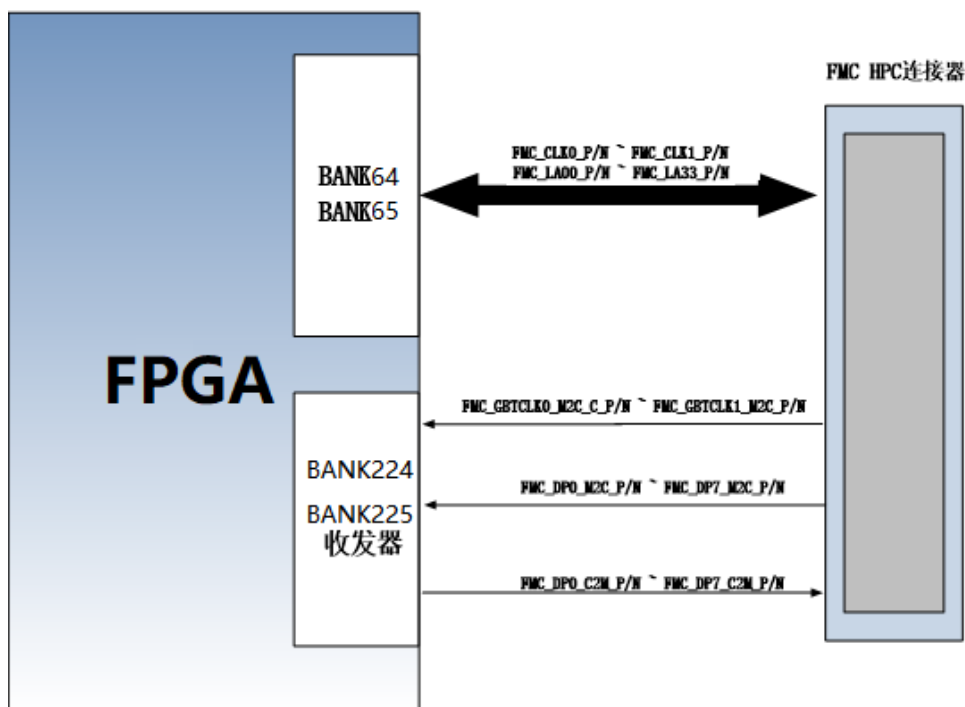 FMC HPC连接器
FMC_CLK0_P/N ~ FMC_CLK1_P/N
FMC_LA00_P/N ~ FMC_LA33_P/N
BANK64
BANK65
FPGA
FMC_GBTCLK0_M2C_C_P/N ~ FMC_GBTCLK1_M2C_P/N
BANK224
FMC_DP0_M2C_P/N ~ FMC_DP7_M2C_P/N
BANK225
收发器
FMC_DP0_C2M_P/N ~ FMC_DP7_C2M_P/N